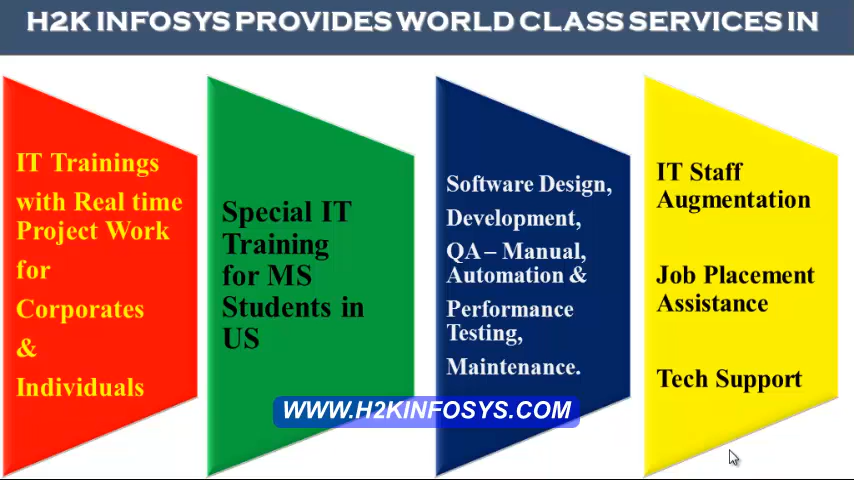 H2K INFOSYS PROVIDES WORLD CLASS SERVICES IN
IT Trainings
with Real time
Project Work
for
Corporates
&
Individuals
Special IT
Training
for MS
Students in
US
Software Design,
Development,
QA – Manual,
Automation &
Performance
Testing,
Maintenance.
IT Staff
Augmentation
Job Placement
Assistance
Tech Support
WWW.H2KINFOSYS.COM